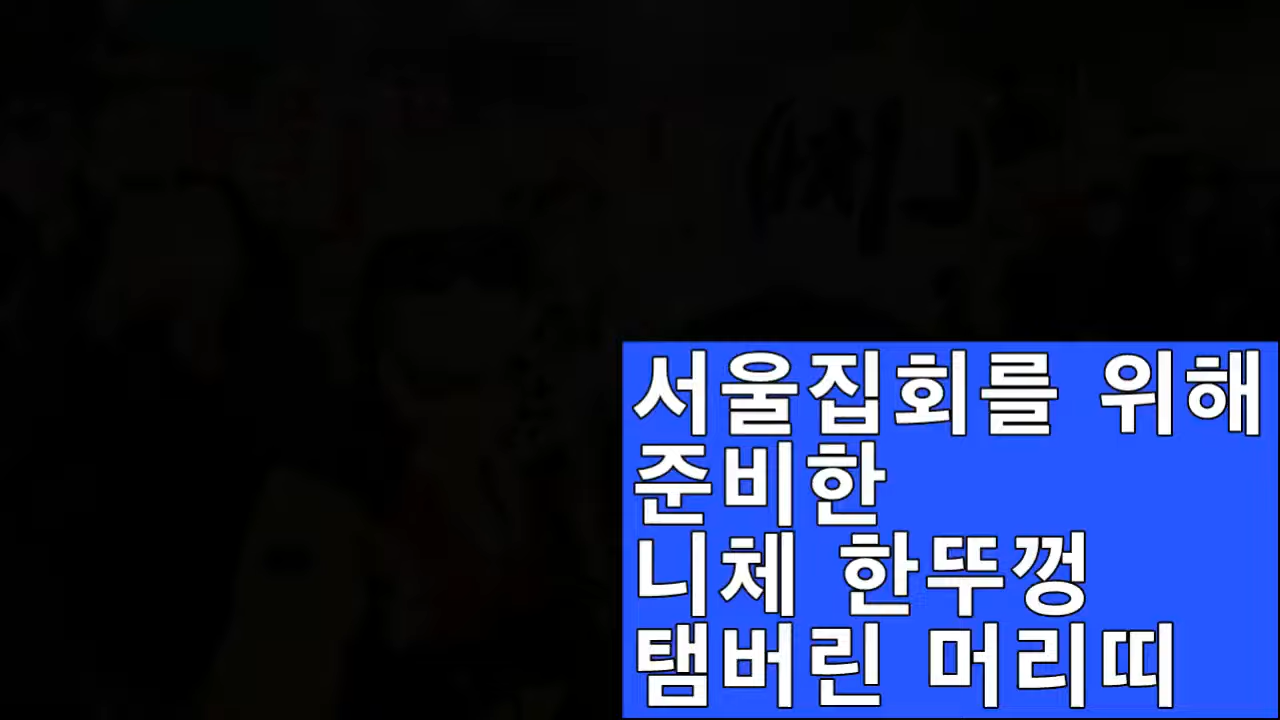 서울집회를 위해
준비한
니체 한뚜껑
탬버린 머리띠